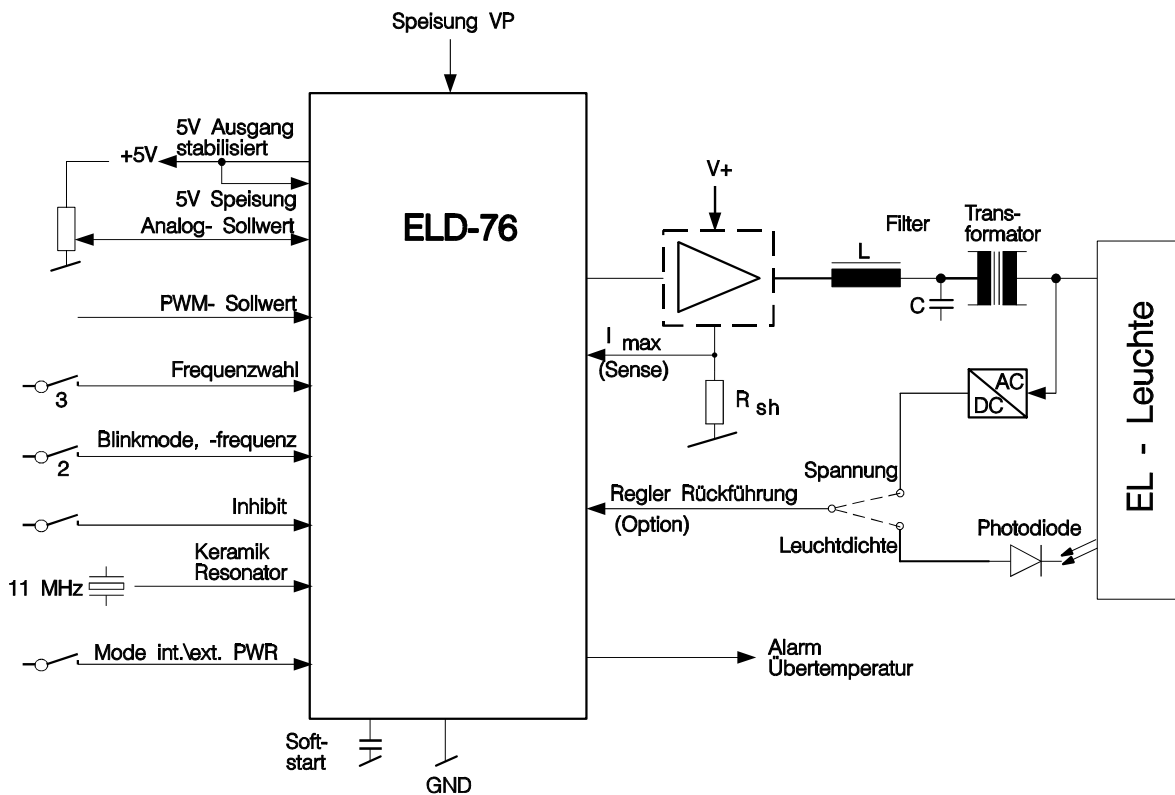 Speisung VP
5V Ausgang
stabilisiert
+5V
5V Speisung
Analog- Sollwert
ELD-76
V+
Filter
Trans-
formator
L
C
PWM- Sollwert
I max
(Sense)
Frequenzwahl
3
R sh
AC
DC
Blinkmode, -frequenz
2
Spannung
Regler Rückführung
(Option)
Inhibit
Leuchtdichte
Photodiode
EL - Leuchte
Keramik
Resonator
11 MHz
Mode int.\ext. PWR
Alarm
Übertemperatur
Soft-
start
GND